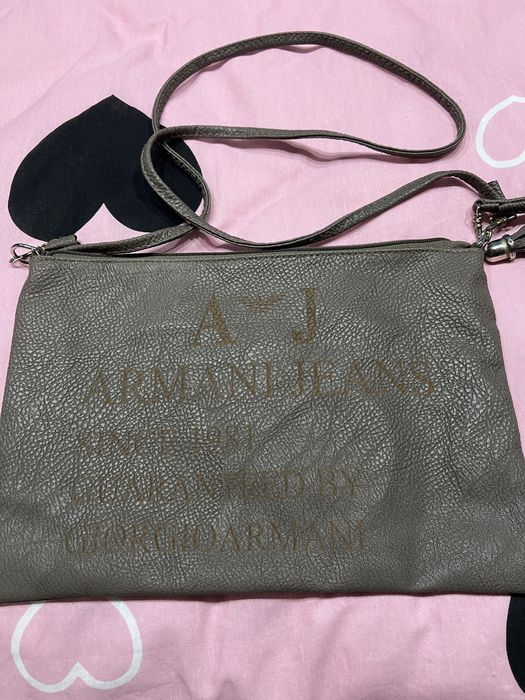 A J
ARMANI JEANS
SINCE 1981
GUARANTEED BY
GIORGIO ARMANI